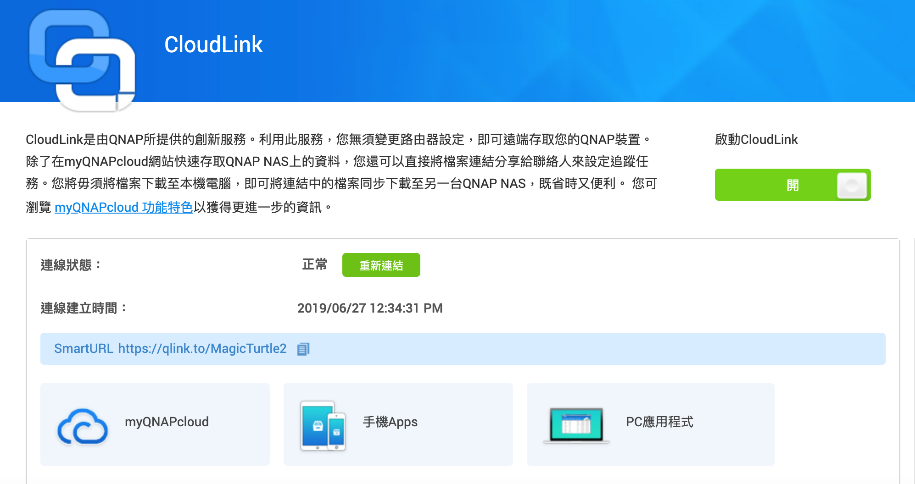 CloudLink
CloudLink是由QNAP所提供的創新服務。利用此服務，您無須變更路由器設定，即可遠端存取您的QNAP裝置。
啟動CloudLink
除了在myQNAPcloud網站快速存取QNAP NAS上的資料，您還可以直接將檔案連結分享給聯絡人來設定追蹤任
務。您將毋須將檔案下載至本機電腦，即可將連結中的檔案同步下載至另一台QNAP NAS，既省時又便利。 您可
開
瀏覽 myQNAPcloud 功能特色以獲得更進一步的資訊。
連線狀態： 正常 重新連結
連線建立時間： 2019/06/27 12:34:31 PM
SmartURL https://qlink.to/MagicTurtle2
myQNAPcloud 手機Apps PC應用程式